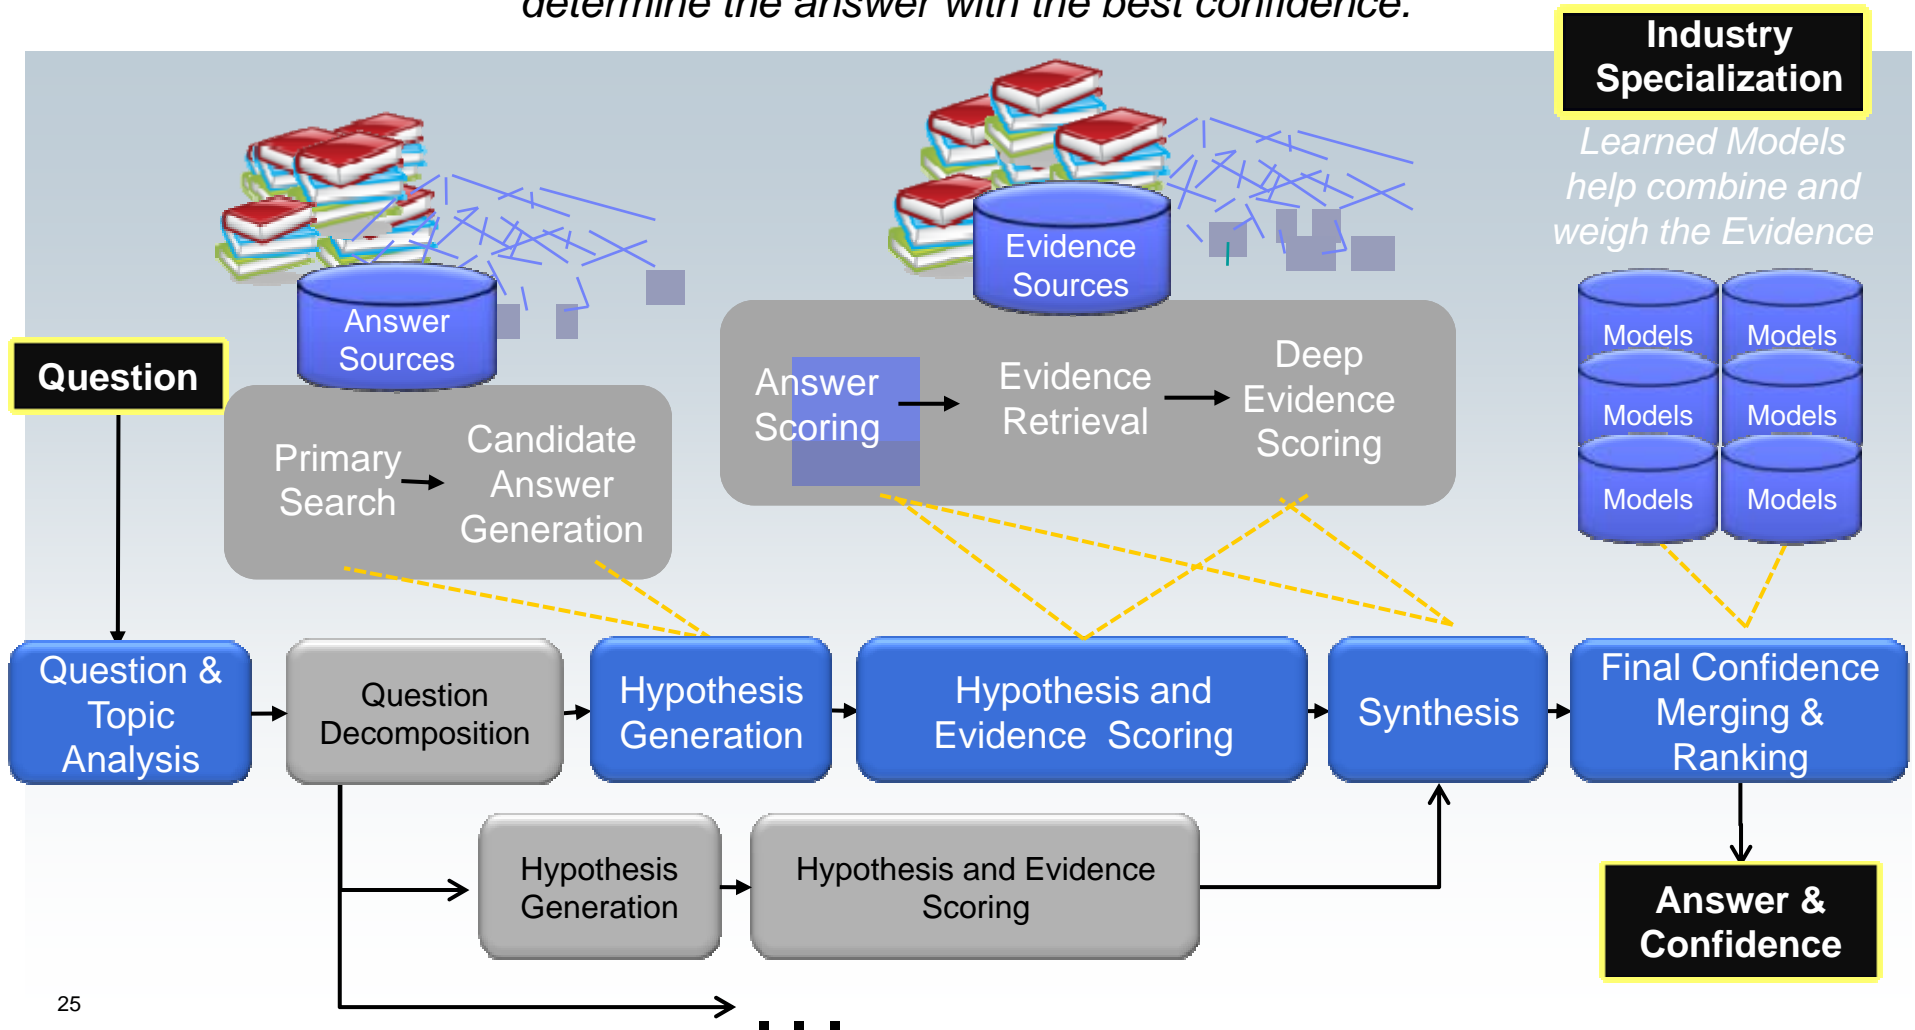 determine the answer with the best confidence.
Industry
Specialization
Learned Models
help combine and
weigh the Evidence
Evidence
Sources
Answer
Sources
Models
Models
Models
Models
Models
Models
Question
Primary
Search
Candidate
Answer
Generation
Answer
Scoring
Evidence
Retrieval
Deep
Evidence
Scoring
Question &
Topic
Analysis
Question
Decomposition
Hypothesis
Generation
Hypothesis and
Evidence Scoring
Synthesis
Final Confidence
Merging &
Ranking
Hypothesis
Generation
Hypothesis and Evidence
Scoring
Answer &
Confidence
25
...